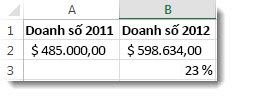 A B
1 Doanh số 2011 Doanh số 2012
2 $ 485.000,00 $ 598.634,00
3 23 %